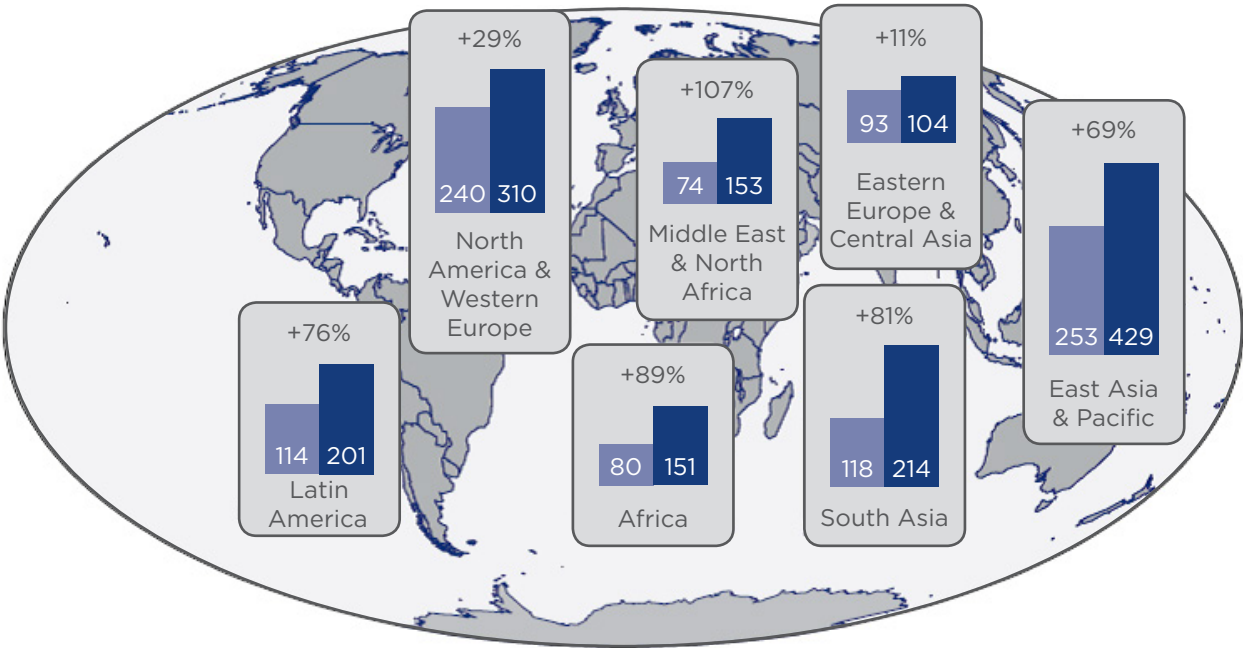 +29%
240 310
North
America &
Western
Europe
+107%
74 153
Middle East
& North
Africa
+11%
93 104
Eastern
Europe &
Central Asia
+69%
253 429
East Asia
& Pacific
+76%
114 201
Latin
America
+89%
80 151
Africa
+81%
118 214
South Asia